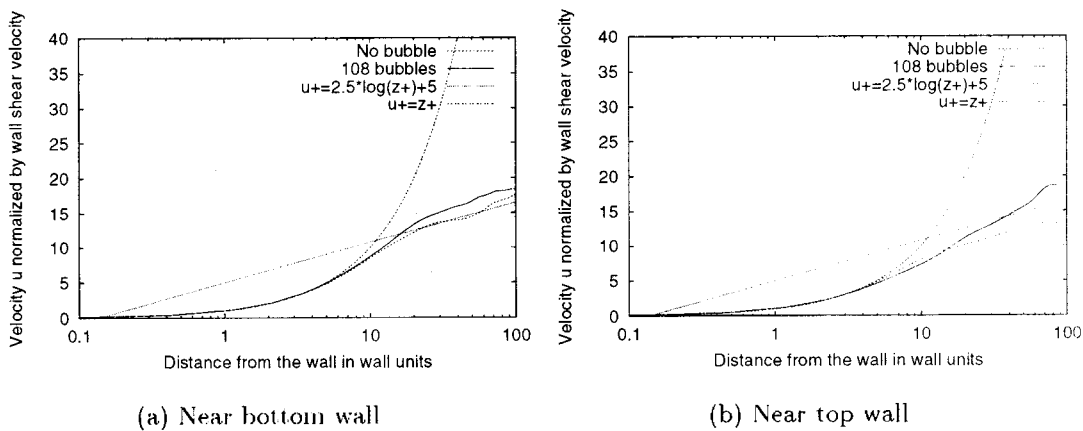 Velocity u normalized by wall shear velocity
40
35
30
25
20
15
10
5
0
No bubble
108 bubbles
u+=2.5*log(z+)+5
u+=z+
0.1
1
10
100
Distance from the wall in wall units
(a) Near bottom wall
Velocity u normalized by wall shear velocity
40
35
30
25
20
15
10
5
0
No bubble
108 bubbles
u+=2.5*log(z+)+5
u+=z+
0.1
1
10
100
Distance from the wall in wall units
(b) Near top wall